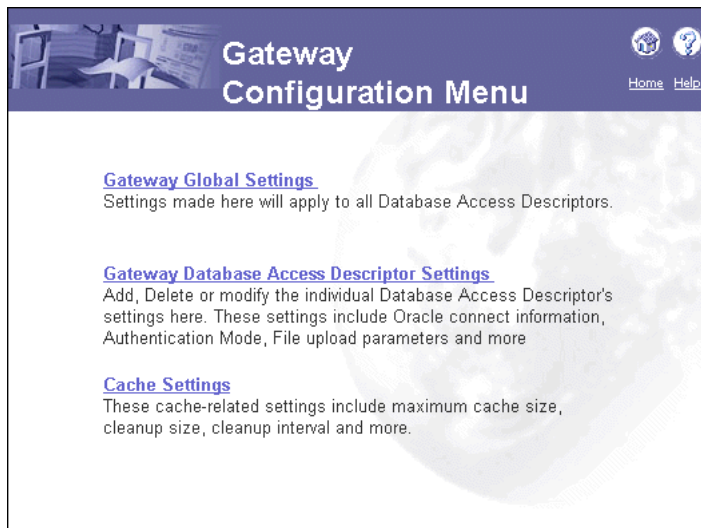 Gateway
Configuration Menu
Home Help
Gateway Global Settings
Settings made here will apply to all Database Access Descriptors.
Gateway Database Access Descriptor Settings
Add, Delete or modify the individual Database Access Descriptor's
settings here. These settings include Oracle connect information,
Authentication Mode, File upload parameters and more
Cache Settings
These cache-related settings include maximum cache size,
cleanup size, cleanup interval and more.